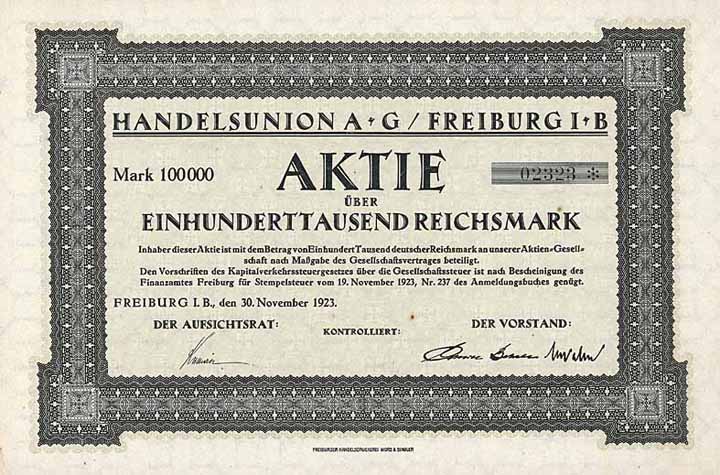 HANDELSUNION A+G / FREIBURG I+B
Mark 100000
AKTIE
02323 *
ÜBER
EINHUNDERTTAUSEND REICHSMARK
Inhaber dieser Aktie ist mit dem Betrag von Einhundert Tausend deutscher Reichsmark an unserer Aktien-Gesell-
schaft nach Maßgabe des Gesellschaftsvertrages beteiligt.
Den Vorschriften des Kapitalverkehrssteuergesetzes über die Gesellschaftssteuer ist nach Bescheinigung des
Finanzamtes Freiburg für Stempelsteuer vom 19. November 1923, Nr. 237 des Anmeldungsbuches genügt.
FREIBURG I. B., den 30. November 1923.
DER AUFSICHTSRAT:
KONTROLLIERT:
DER VORSTAND:
FREIBURGER HANDELSDRUCKEREI